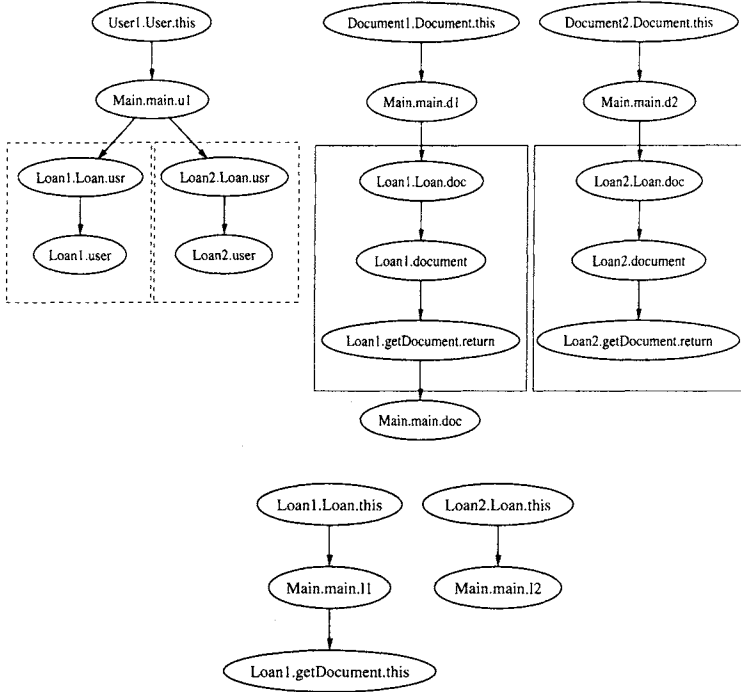 User1.User.this
Document1.Document.this
Document2.Document.this
Main.main.u1
Main.main.d1
Main.main.d2
Loan1.Loan.usr
Loan2.Loan.usr
Loan1.Loan.doc
Loan2.Loan.doc
Loan1.user
Loan2.user
Loan1.document
Loan2.document
Loan1.getDocument.return
Loan2.getDocument.return
Main.main.doc
Loan1.Loan.this
Loan2.Loan.this
Main.main.l1
Main.main.l2
Loan1.getDocument.this